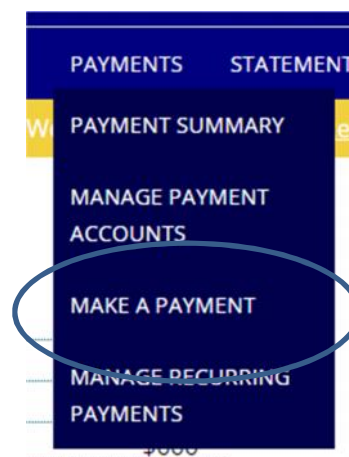 PAYMENTS STATEMENT
PAYMENT SUMMARY
MANAGE PAYMENT
ACCOUNTS
MAKE A PAYMENT
MANAGE RECURRING
PAYMENTS